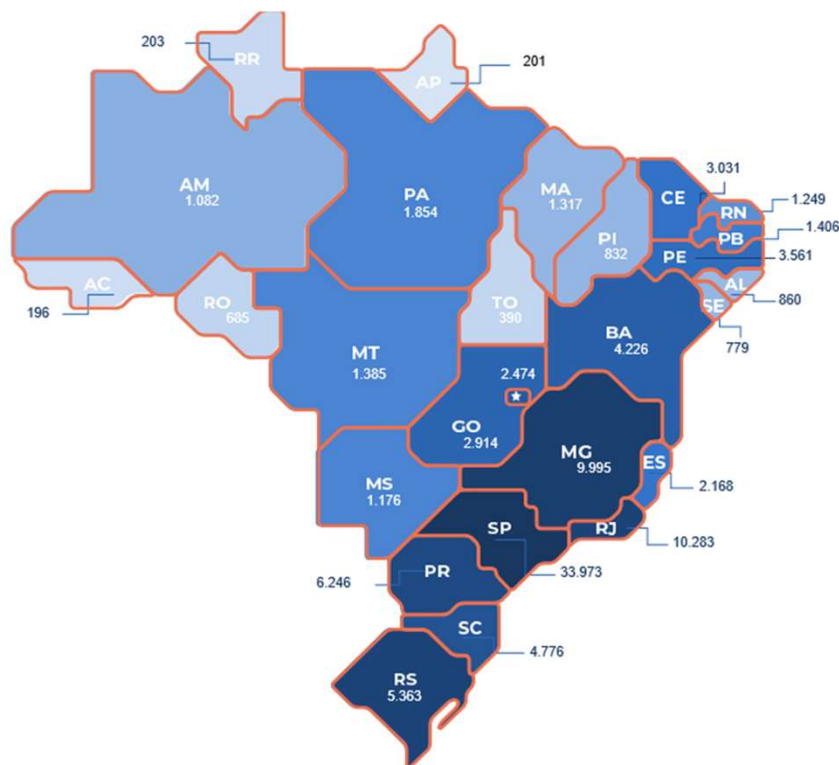 203
RR
AP
201
AM
1.082
PA
1.854
MA
1.317
PI
832
CE
3.031
RN
1.249
PB
1.406
PE
3.561
AL
860
SE
779
AC
196
RO
685
TO
390
BA
4.226
MT
1.385
2.474
GO
2.914
MG
9.995
ES
2.168
MS
1.176
SP
33.973
RJ
10.283
PR
6.246
SC
4.776
RS
5.363